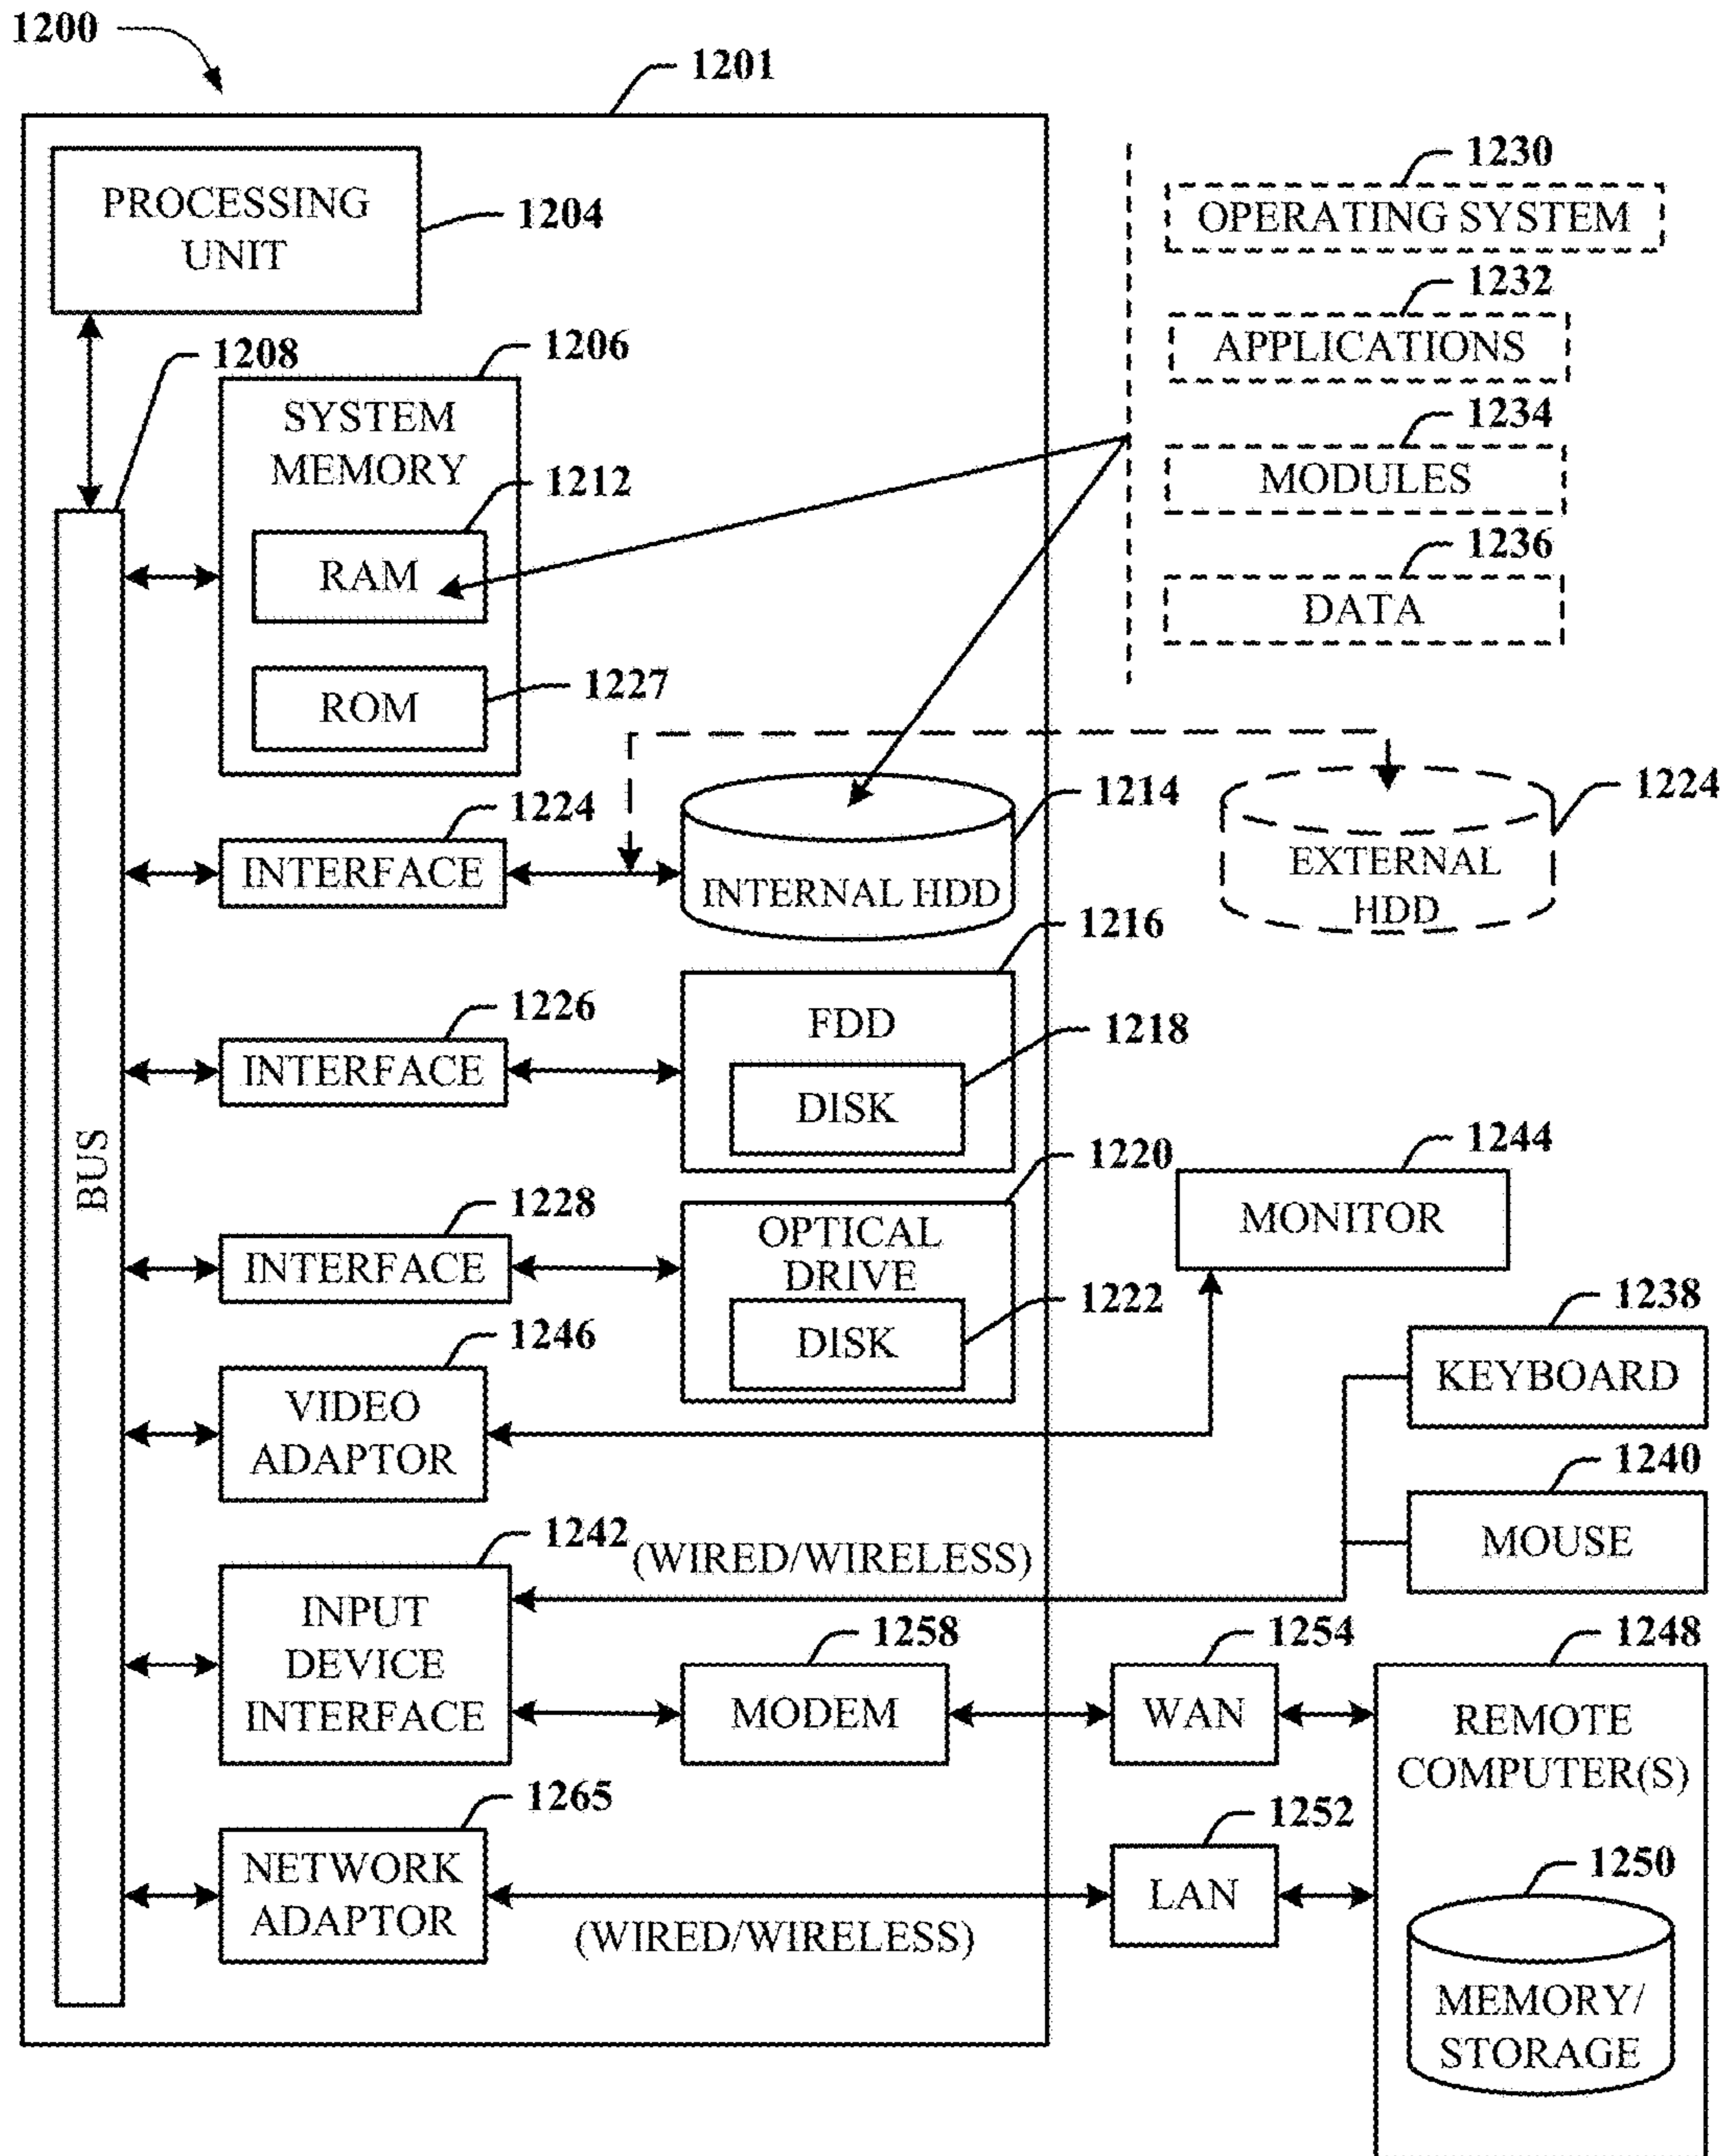 1200
1201
PROCESSING
UNIT
1204
1230
OPERATING SYSTEM
1232
APPLICATIONS
1234
MODULES
1236
DATA
1208
1206
SYSTEM
MEMORY
1212
RAM
1227
ROM
BUS
1224
INTERFACE
1214
INTERNAL HDD
1224
EXTERNAL
HDD
1226
INTERFACE
1216
FDD
1218
DISK
1228
INTERFACE
1220
OPTICAL
DRIVE
1222
DISK
1244
MONITOR
1246
VIDEO
ADAPTOR
1238
KEYBOARD
1240
MOUSE
1242
(WIRED/WIRELESS)
INPUT
DEVICE
INTERFACE
1258
MODEM
1254
WAN
1248
REMOTE
COMPUTER(S)
1265
NETWORK
ADAPTOR
(WIRED/WIRELESS)
1252
LAN
1250
MEMORY/
STORAGE